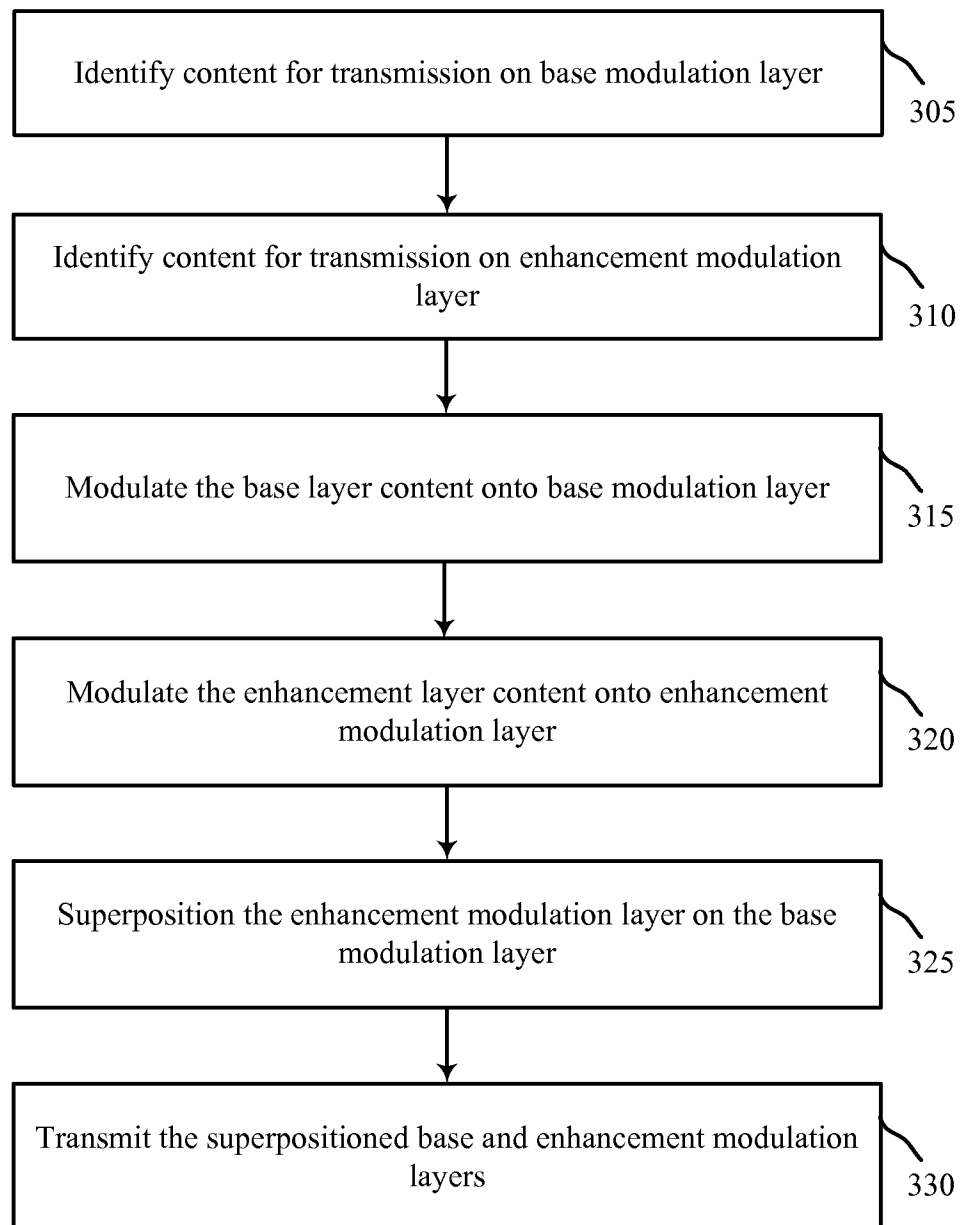 Identify content for transmission on base modulation layer
305
Identify content for transmission on enhancement modulation
layer
310
Modulate the base layer content onto base modulation layer
315
Modulate the enhancement layer content onto enhancement
modulation layer
320
Superposition the enhancement modulation layer on the base
modulation layer
325
Transmit the superpositioned base and enhancement modulation
layers
330